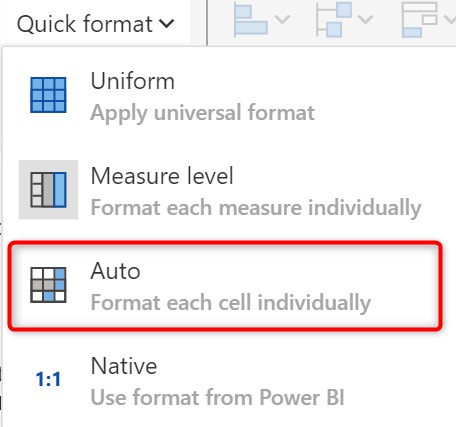 Quick format
Uniform
Apply universal format
Measure level
Format each measure individually
Auto
Format each cell individually
1:1
Native
Use format from Power BI